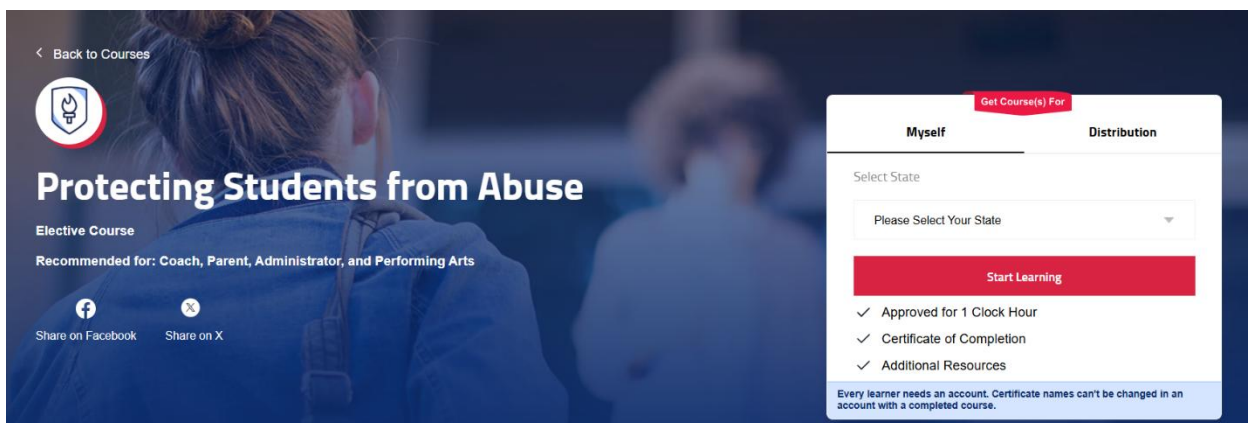 Back to Courses
Protecting Students from Abuse
Elective Course
Recommended for: Coach, Parent, Administrator, and Performing Arts
Share on Facebook
Share on X
Get Course(s) For
Myself
Distribution
Select State
Please Select Your State
Start Learning
Approved for 1 Clock Hour
Certificate of Completion
Additional Resources
Every learner needs an account. Certificate names can't be changed in an
account with a completed course.